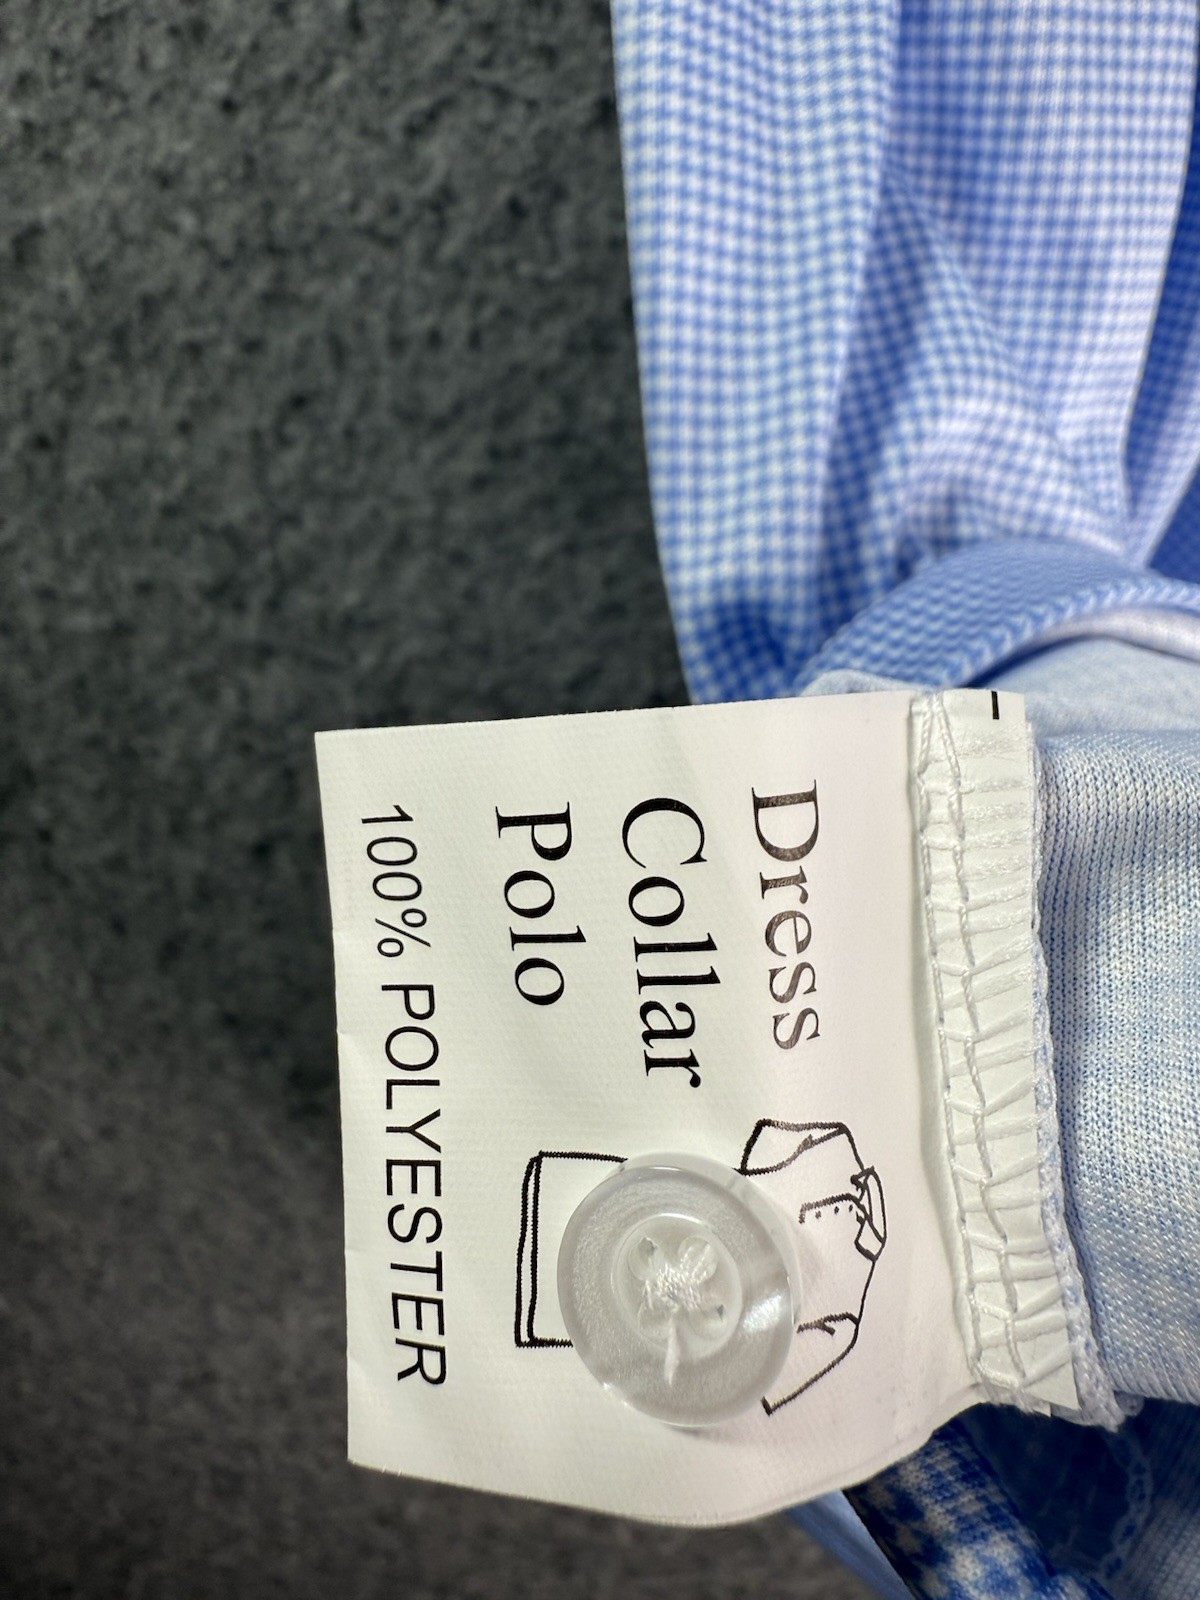 Dress
Collar
Polo
100% POLYESTER